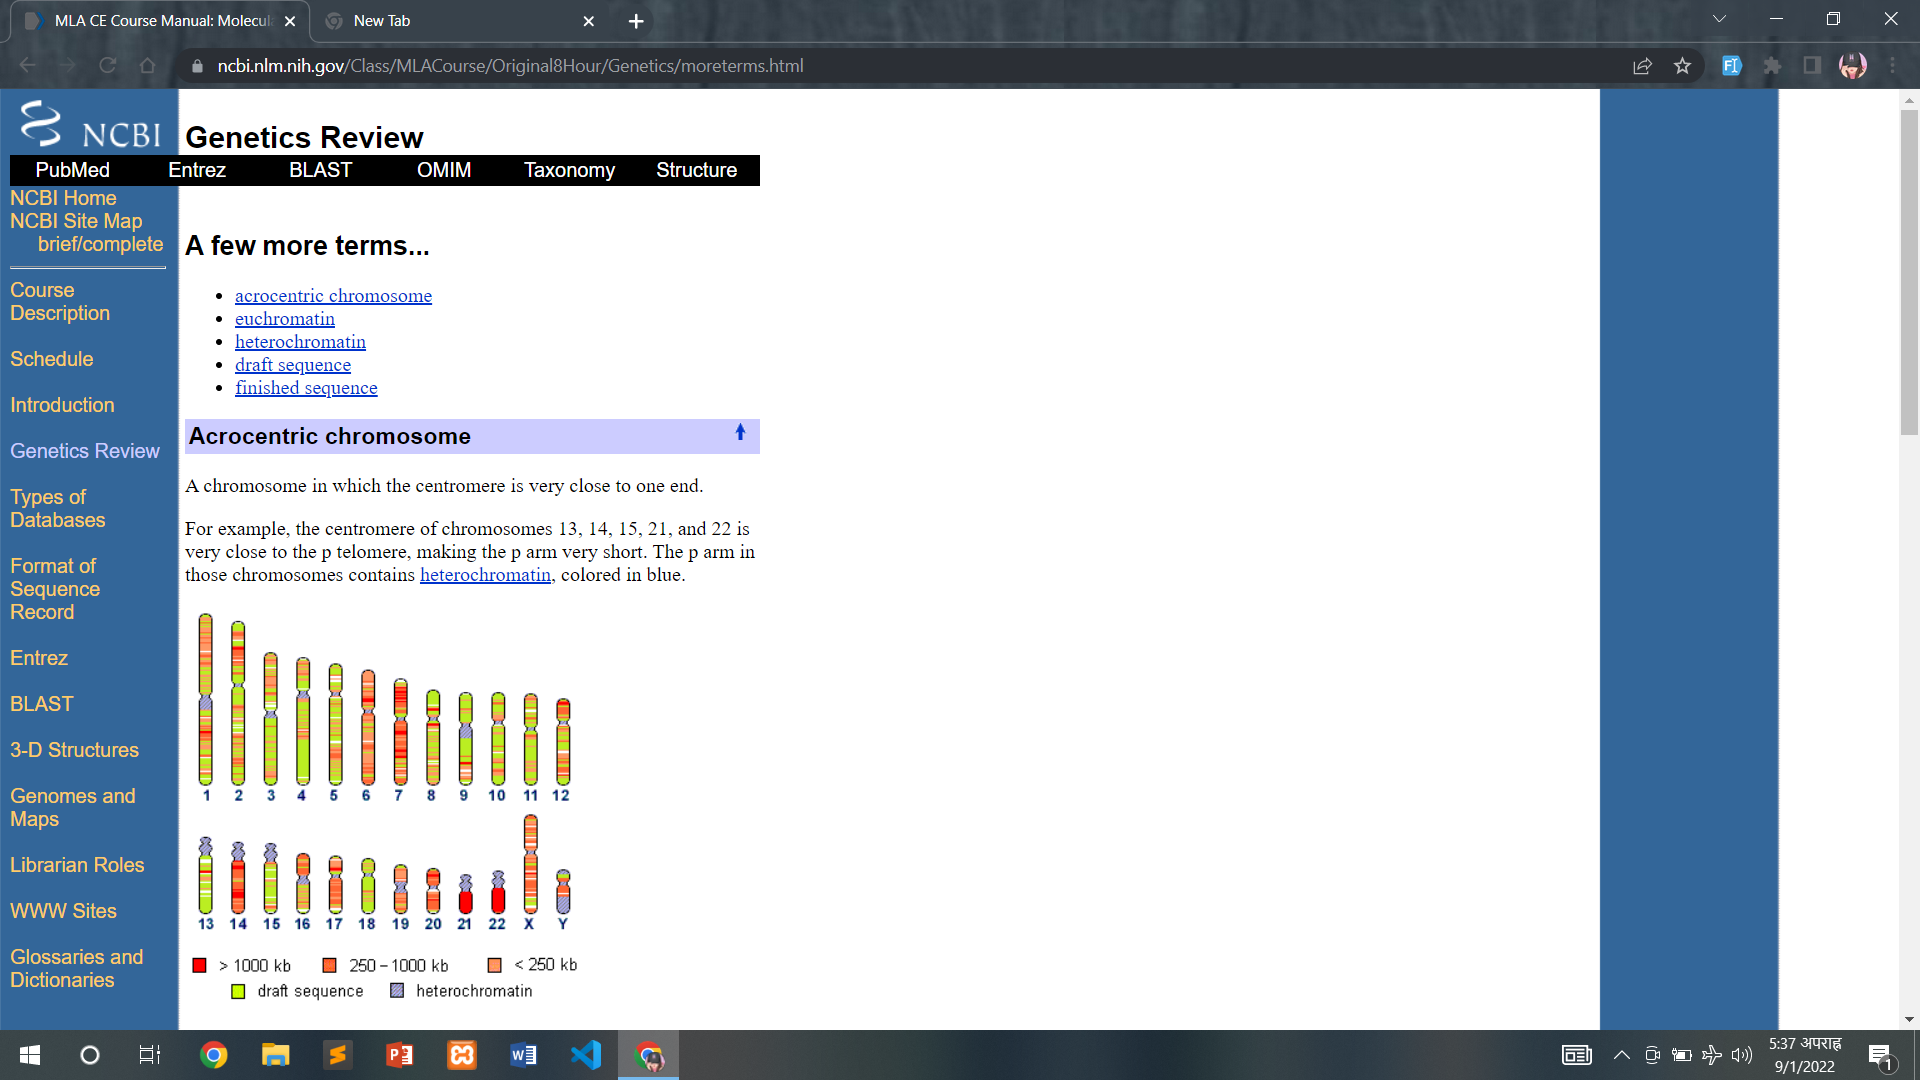 MLA CE Course Manual: Molecul
New Tab
ncbi.nlm.nih.gov/Class/MLACourse/Original8Hour/Genetics/moreterms.html
NCBI
Genetics Review
PubMed Entrez BLAST OMIM Taxonomy Structure
NCBI Home
NCBI Site Map
brief/complete
Course
Description
Schedule
Introduction
Genetics Review
Types of
Databases
Format of
Sequence
Record
Entrez
BLAST
3-D Structures
Genomes and
Maps
Librarian Roles
WWW Sites
Glossaries and
Dictionaries
A few more terms...
acrocentric chromosome
euchromatin
heterochromatin
draft sequence
finished sequence
Acrocentric chromosome
A chromosome in which the centromere is very close to one end.
For example, the centromere of chromosomes 13, 14, 15, 21, and 22 is
very close to the p telomere, making the p arm very short. The p arm in
those chromosomes contains heterochromatin, colored in blue.
1 2 3 4 5 6 7 8 9 10 11 12
13 14 15 16 17 18 19 20 21 22 X Y
> 1000 kb 250-1000 kb < 250 kb
draft sequence heterochromatin
5:37 अपराह्न
9/1/2022
1